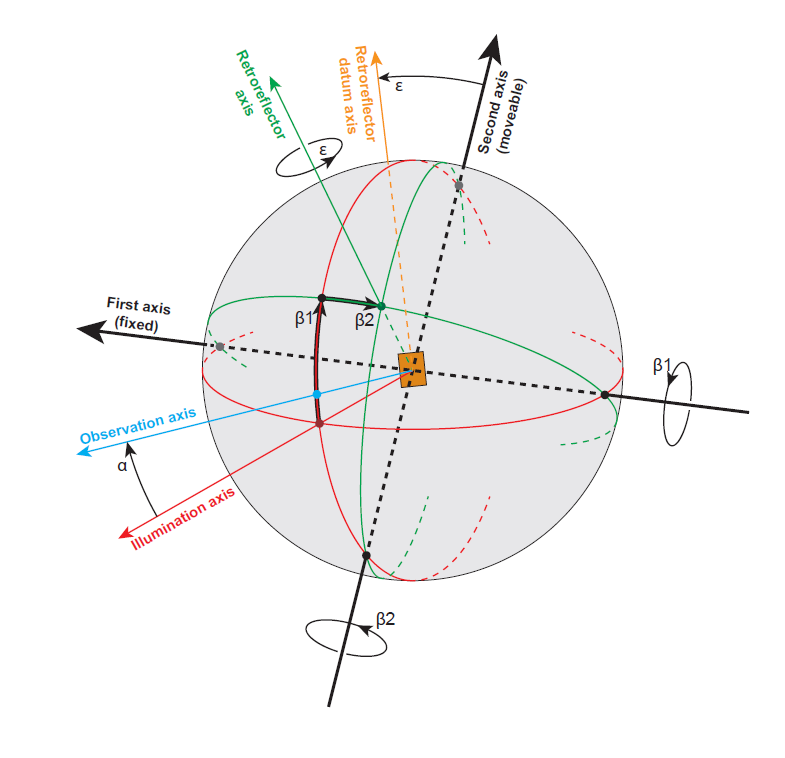 Retroreflector
axis
Retroreflector
datum axis
ε
Second axis
(moveable)
ε
First axis
(fixed)
β1
β2
β1
Observation axis
α
Illumination axis
β2